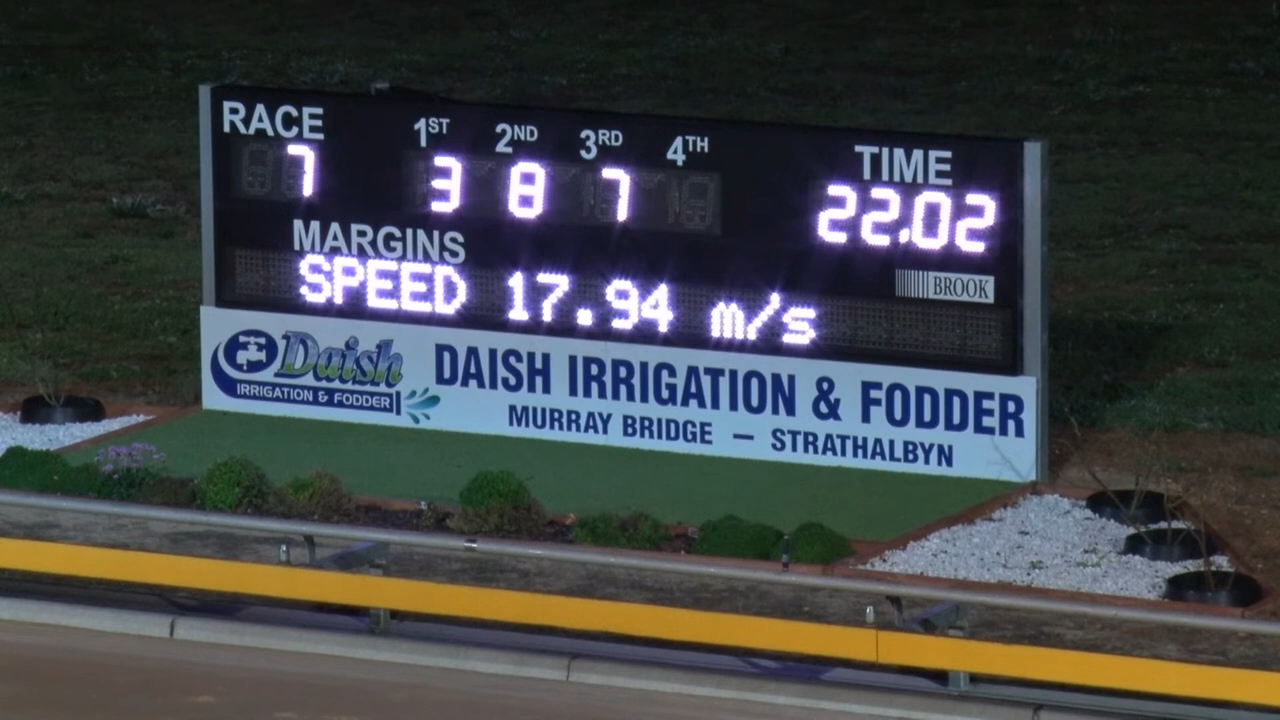 RACE 1ST 2ND 3RD 4TH TIME
7 3 8 7 22.02
MARGINS
BROOK
SPEED 17.94 m/s
Daish
IRRIGATION & FODDER
DAISH IRRIGATION & FODDER
MURRAY BRIDGE — STRATHALBYN